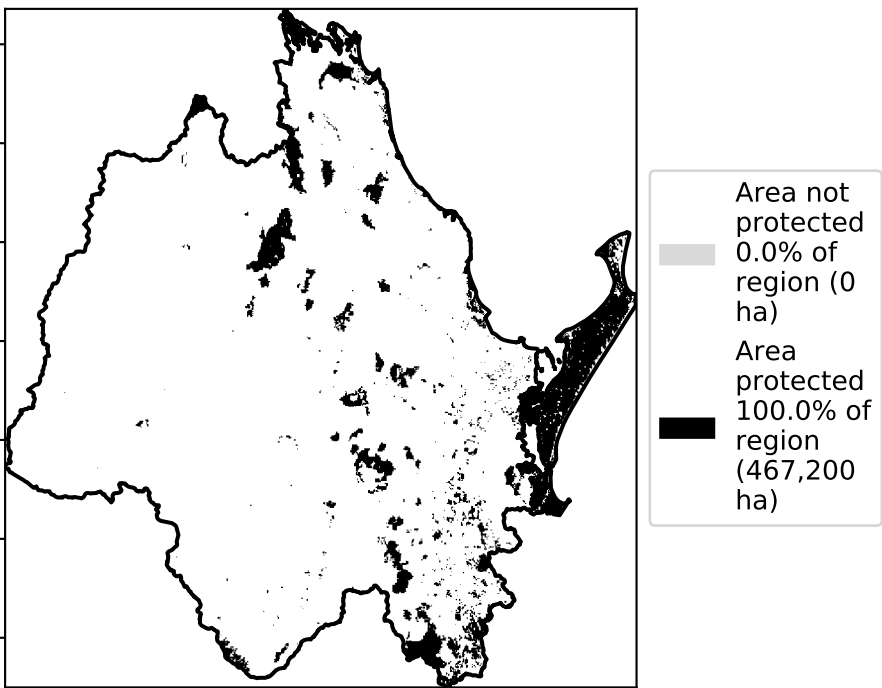 Area not
protected
0.0% of
region (0
ha)
Area
protected
100.0% of
region
(467,200
ha)